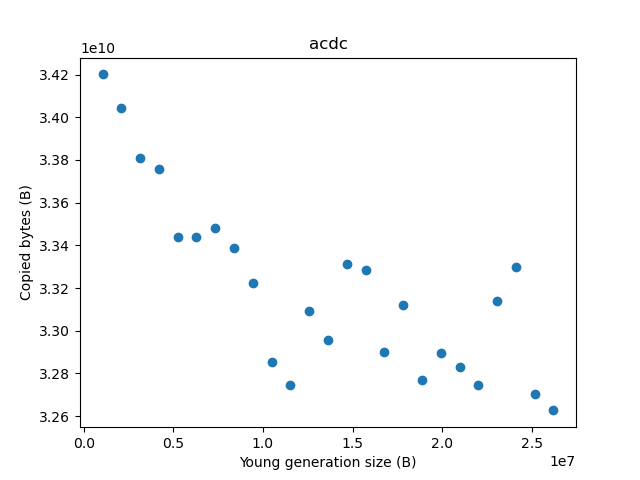 acdc
1e10
3.42
3.40
3.38
3.36
3.34
3.32
3.30
3.28
3.26
Copied bytes (B)
0.0 0.5 1.0 1.5 2.0 2.5
Young generation size (B)
1e7